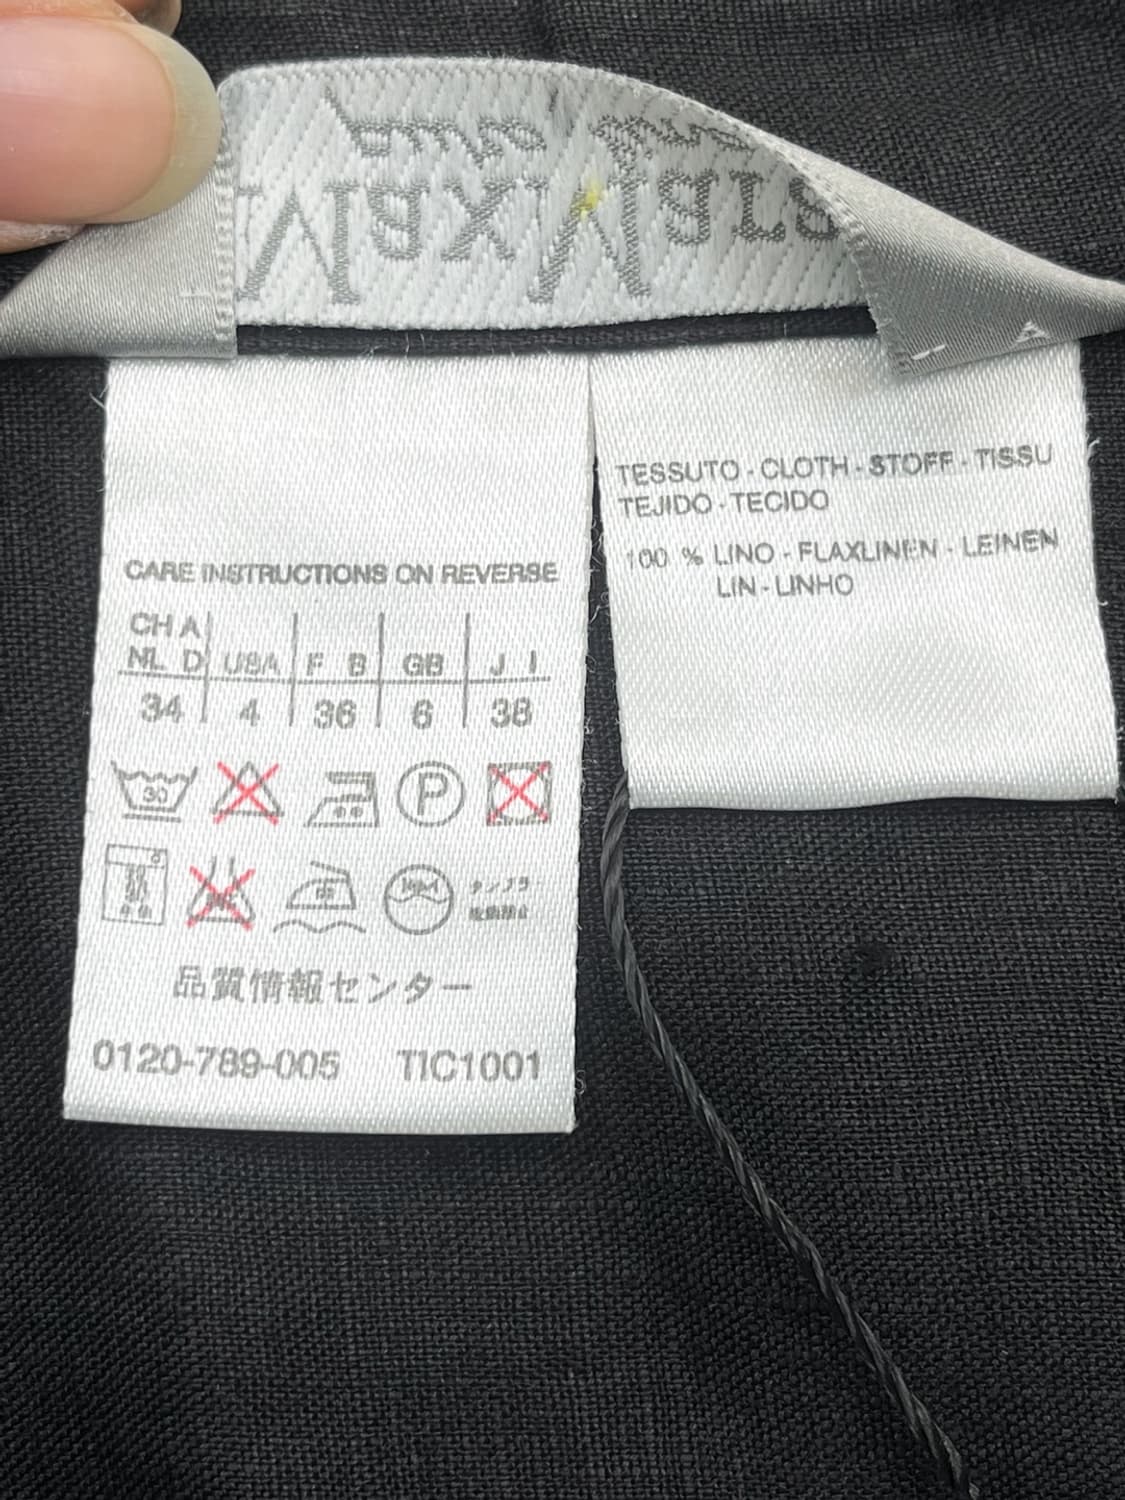 CARE INSTRUCTIONS ON REVERSE
CH A
NL D USA F B GB J I
34 4 36 6 38
30
P
品質情報センター
0120-789-005 TIC1001
TESSUTO - CLOTH - STOFF - TISSU
TEJIDO - TECIDO
100 % LINO - FLAXLINEN - LEINEN
LIN - LINHO